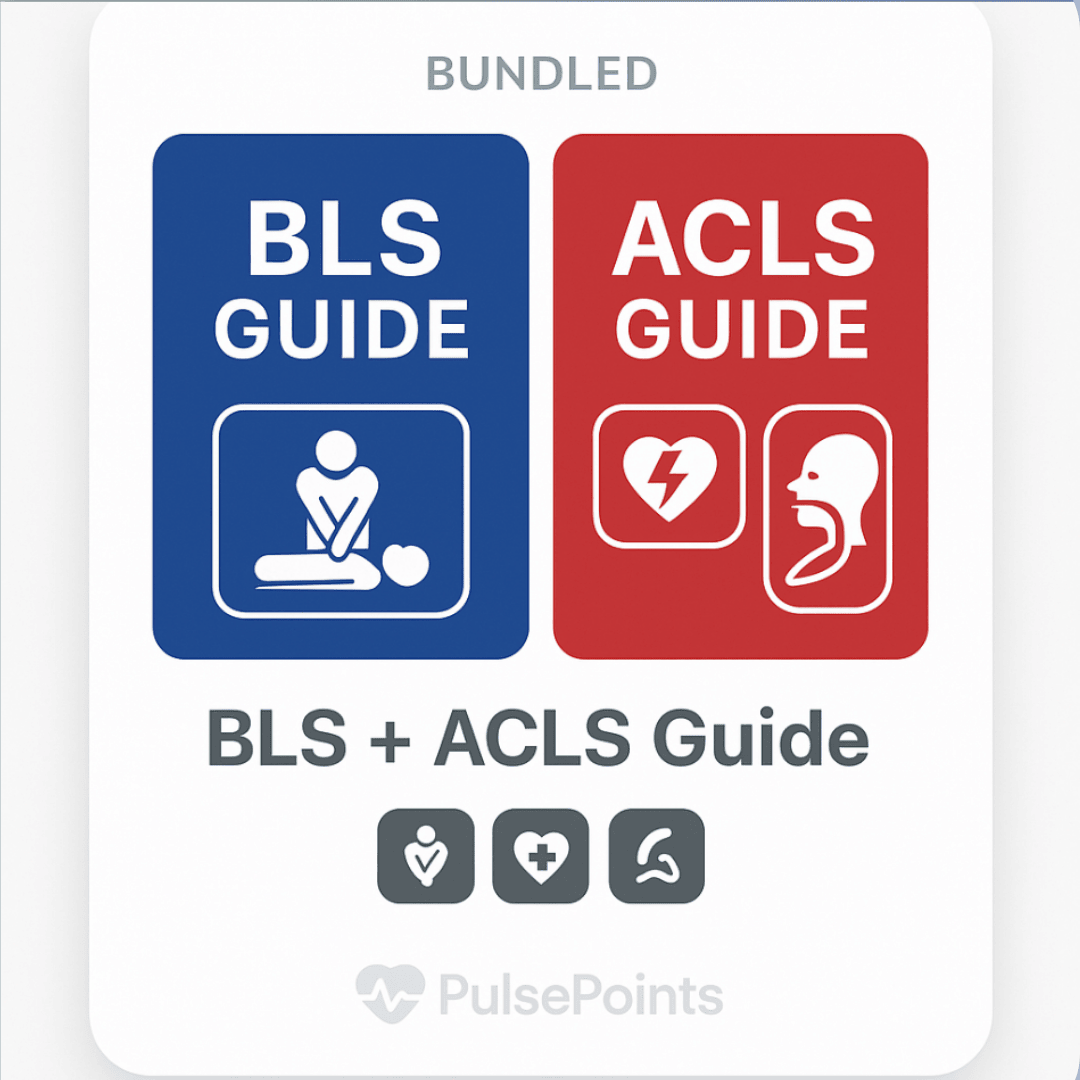 BUNDLED
BLS
GUIDE
ACLS
GUIDE
BLS + ACLS Guide
PulsePoints